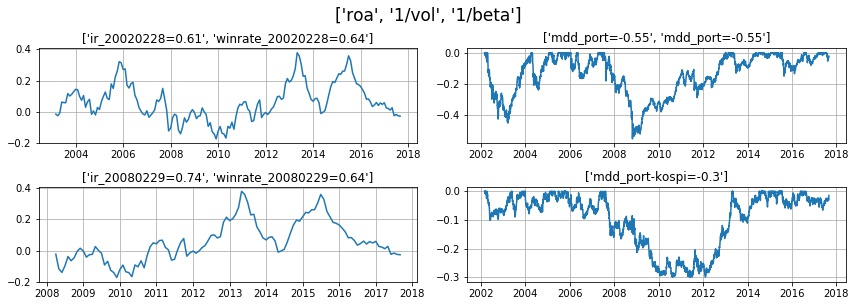 ['roa', '1/vol', '1/beta']
['ir_20020228=0.61', 'winrate_20020228=0.64']
0.4
0.3
0.2
0.1
0.0
−0.2
2004 2006 2008 2010 2012 2014 2016 2018
['mdd_port=-0.55', 'mdd_port=-0.55']
0.0
−0.2
−0.4
2002 2004 2006 2008 2010 2012 2014 2016 2018
['ir_20080229=0.74', 'winrate_20080229=0.64']
0.4
0.2
0.0
−0.2
2008 2009 2010 2011 2012 2013 2014 2015 2016 2017 2018
['mdd_port-kospi=-0.3']
0.0
−0.1
−0.2
−0.3
2002 2004 2006 2008 2010 2012 2014 2016 2018